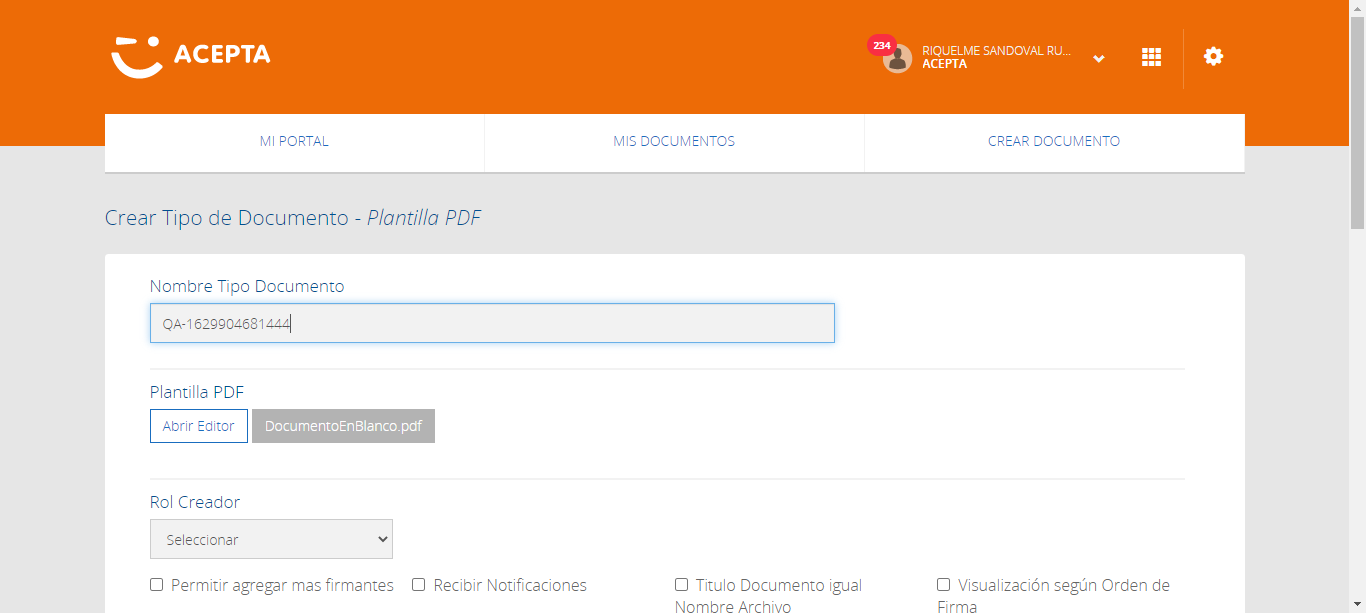 ACEPTA
234
RIQUELME SANDOVAL RU...
ACEPTA
MI PORTAL
MIS DOCUMENTOS
CREAR DOCUMENTO
Crear Tipo de Documento - Plantilla PDF
Nombre Tipo Documento
QA-1629904681444
Plantilla PDF
Abrir Editor
DocumentoEnBlanco.pdf
Rol Creador
Seleccionar
Permitir agregar mas firmantes
Recibir Notificaciones
Titulo Documento igual
Nombre Archivo
Visualización según Orden de
Firma